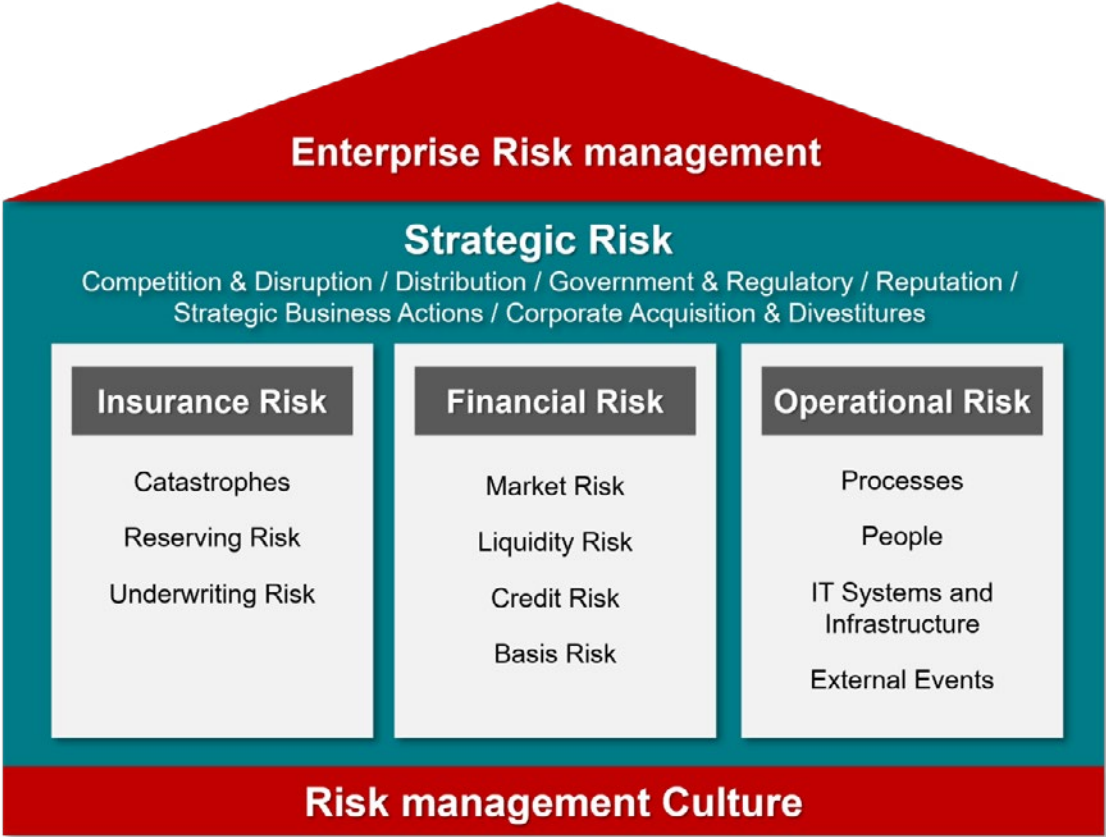 Enterprise Risk management
Strategic Risk
Competition & Disruption / Distribution / Government & Regulatory / Reputation /
Strategic Business Actions / Corporate Acquisition & Divestitures
Insurance Risk
Catastrophes
Reserving Risk
Underwriting Risk
Financial Risk
Market Risk
Liquidity Risk
Credit Risk
Basis Risk
Operational Risk
Processes
People
IT Systems and
Infrastructure
External Events
Risk management Culture